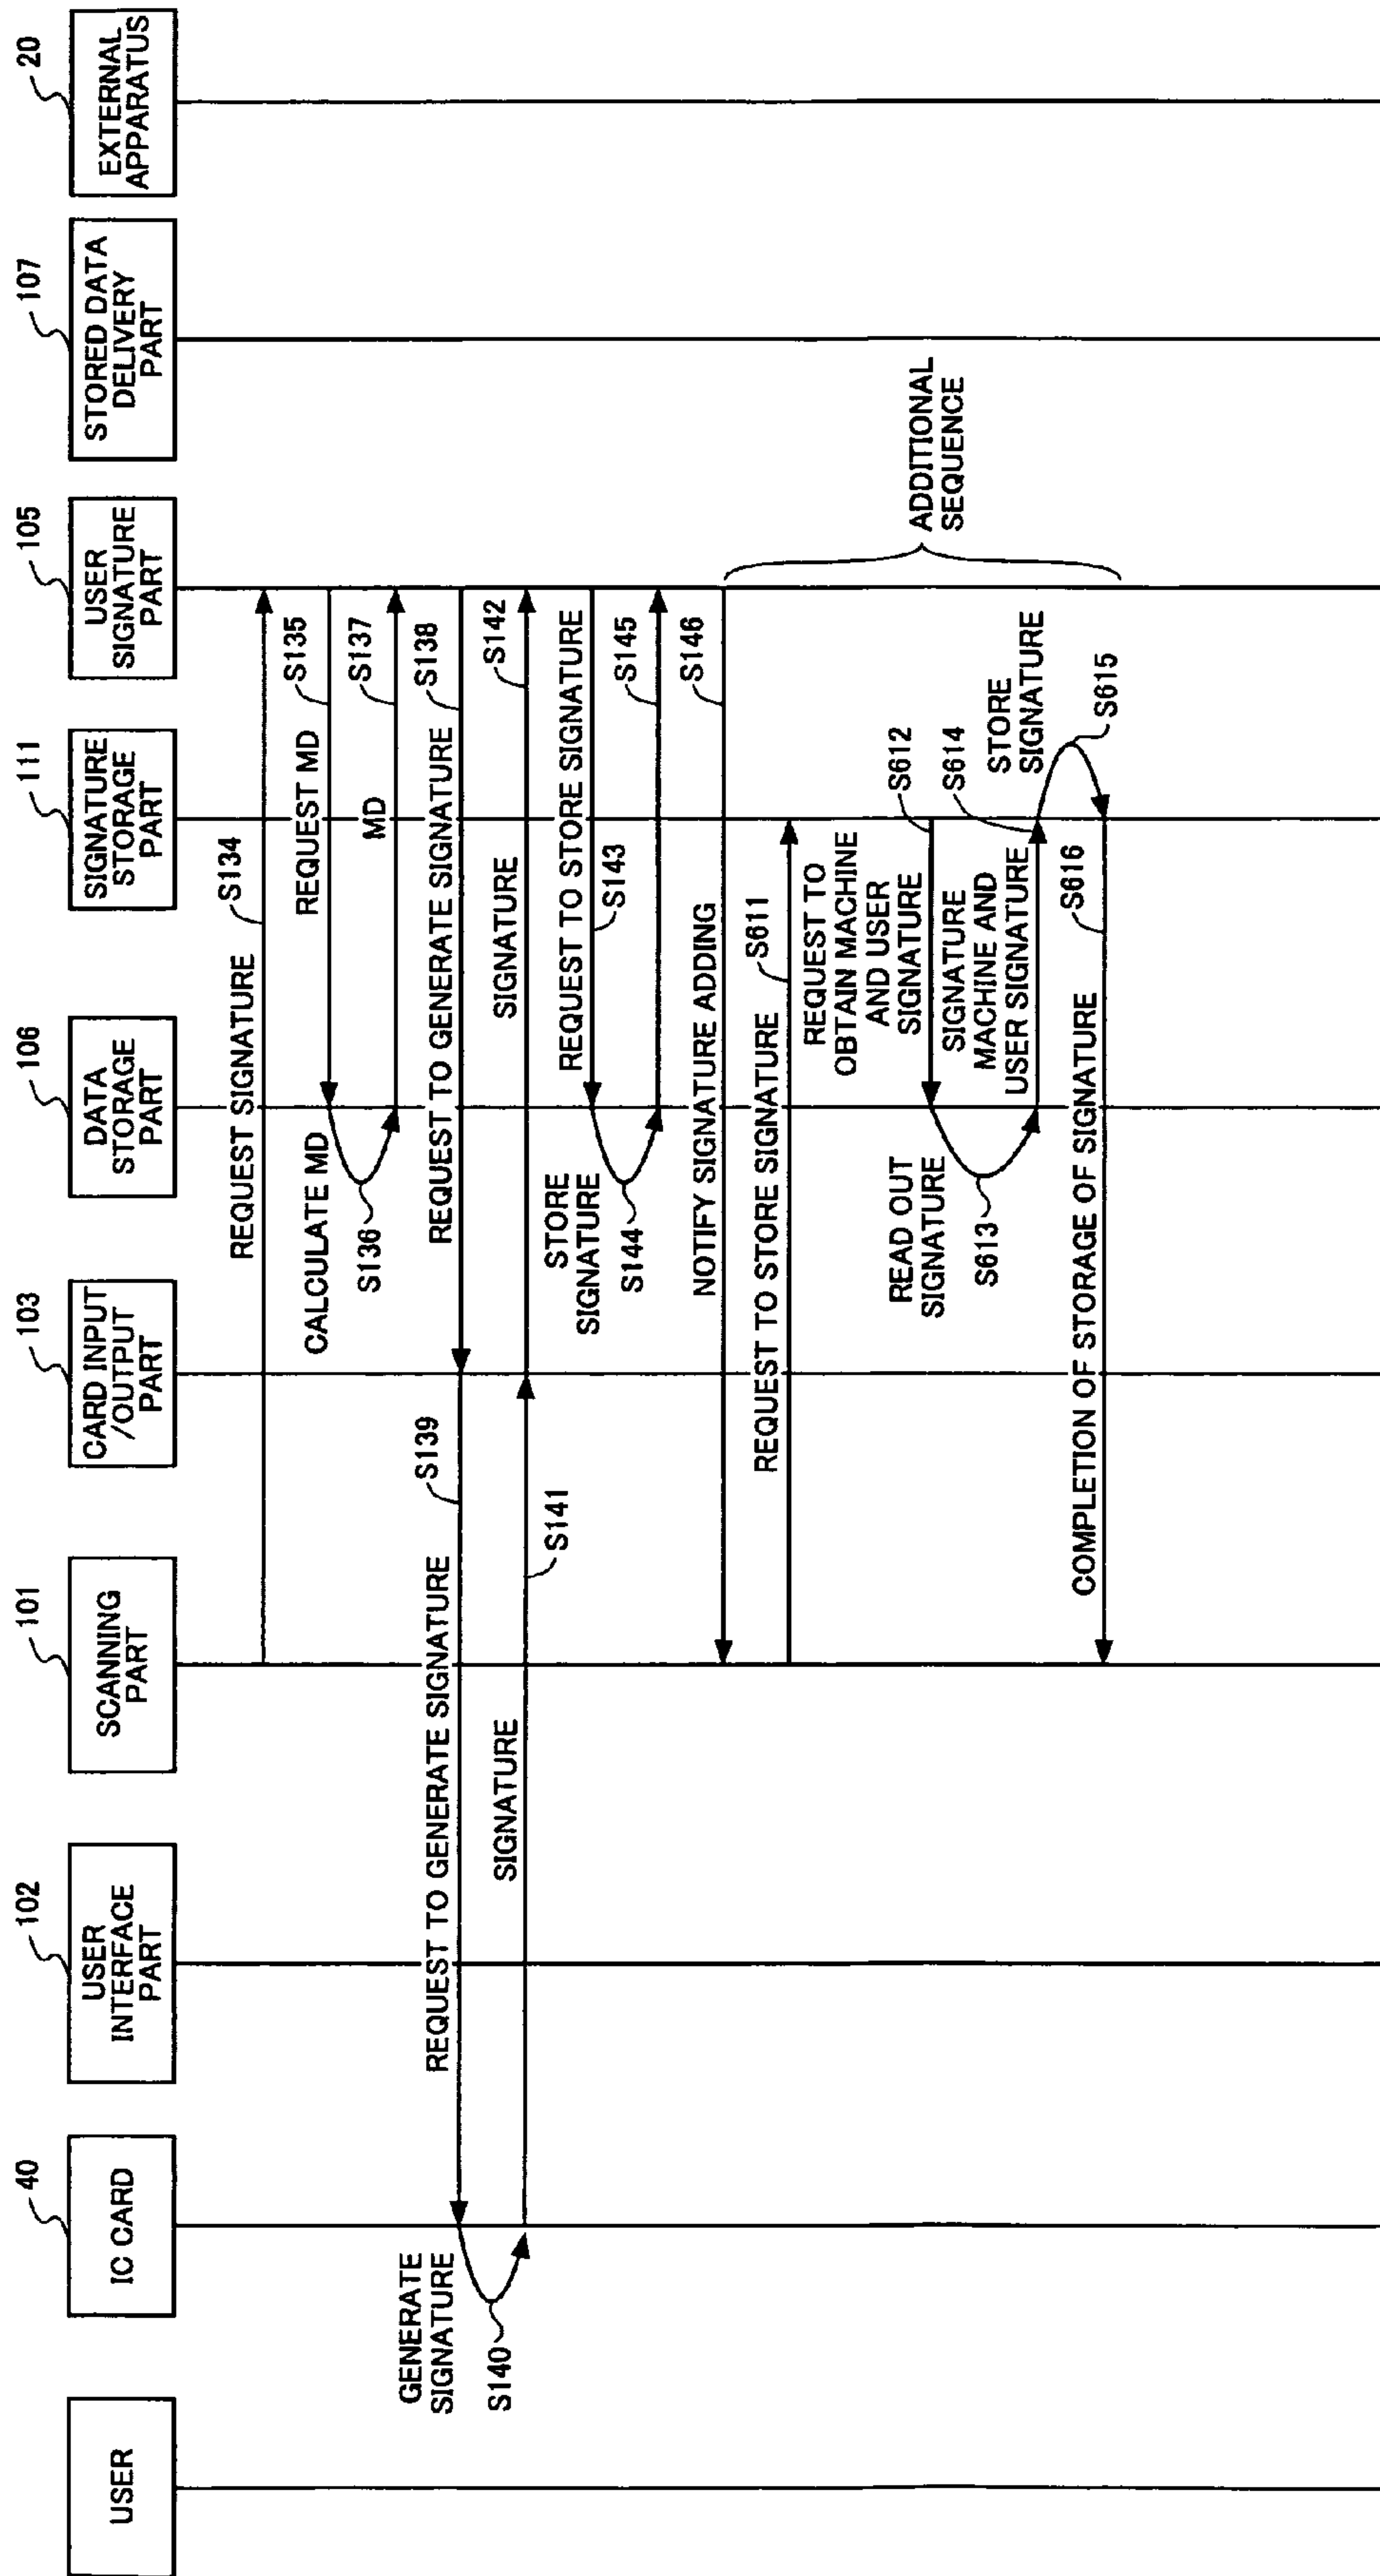 USER
IC CARD
40
USER
INTERFACE
PART
102
SCANNING
PART
101
CARD INPUT
/OUTPUT
PART
103
DATA
STORAGE
PART
106
SIGNATURE
STORAGE
PART
111
USER
SIGNATURE
PART
105
STORED DATA
DELIVERY
PART
107
EXTERNAL
APPARATUS
20
REQUEST SIGNATURE
S134
REQUEST MD
S135
CALCULATE MD
S136
MD
S137
REQUEST TO GENERATE SIGNATURE
S138
REQUEST TO GENERATE SIGNATURE
S139
GENERATE
SIGNATURE
S140
SIGNATURE
S141
SIGNATURE
S142
REQUEST TO STORE SIGNATURE
S143
STORE
SIGNATURE
S144
S145
NOTIFY SIGNATURE ADDING
S146
ADDITIONAL
SEQUENCE
REQUEST TO STORE SIGNATURE
S611
REQUEST TO
OBTAIN MACHINE
AND USER
SIGNATURE
S612
READ OUT
SIGNATURE
S613
SIGNATURE
MACHINE AND
USER SIGNATURE
S614
STORE
SIGNATURE
S615
COMPLETION OF STORAGE OF SIGNATURE
S616